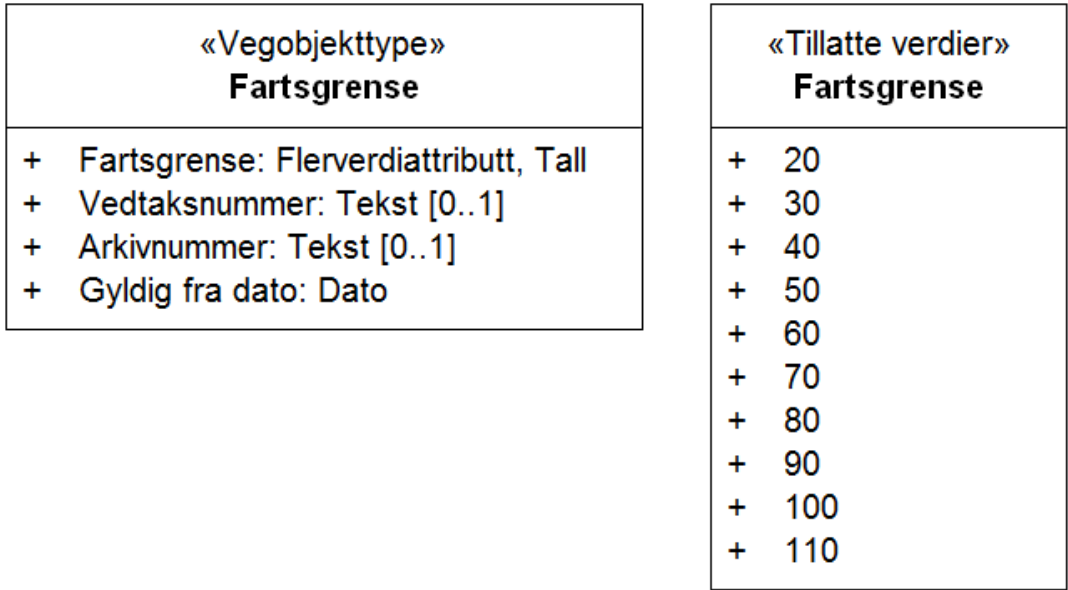 «Vegobjekttype»
Fartsgrense
+ Fartsgrense: Flerverdiattributt, Tall
+ Vedtaksnummer: Tekst [0..1]
+ Arkivnummer: Tekst [0..1]
+ Gyldig fra dato: Dato
«Tillatte verdier»
Fartsgrense
+ 20
+ 30
+ 40
+ 50
+ 60
+ 70
+ 80
+ 90
+ 100
+ 110